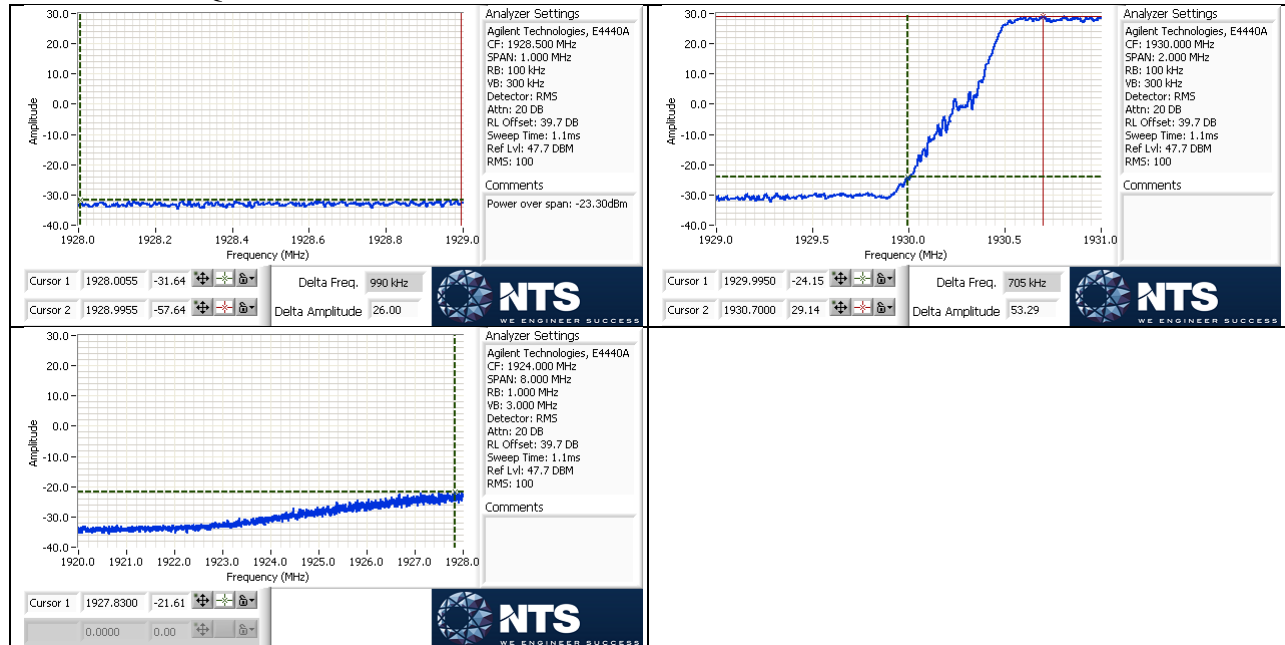 30.0
20.0
10.0
0.0
-10.0
-20.0
-30.0
-40.0
Amplitude
1928.0 1928.2 1928.4 1928.6 1928.8 1929.0
Frequency (MHz)
Analyzer Settings
Agilent Technologies, E4440A
CF: 1928.500 MHz
SPAN: 1.000 MHz
RB: 100 kHz
VB: 300 kHz
Detector: RMS
Attn: 20 DB
RL Offset: 39.7 DB
Sweep Time: 1.1ms
Ref Lvl: 47.7 DBM
RMS: 100
Comments
Power over span: -23.30dBm
Cursor 1 1928.0055 -31.64
Delta Freq. 990 kHz
Cursor 2 1928.9955 -57.64
Delta Amplitude 26.00
NTS
WE ENGINEER SUCCESS
30.0
20.0
10.0
0.0
-10.0
-20.0
-30.0
-40.0
Amplitude
1929.0 1929.5 1930.0 1930.5 1931.0
Frequency (MHz)
Analyzer Settings
Agilent Technologies, E4440A
CF: 1930.000 MHz
SPAN: 2.000 MHz
RB: 100 kHz
VB: 300 kHz
Detector: RMS
Attn: 20 DB
RL Offset: 39.7 DB
Sweep Time: 1.1ms
Ref Lvl: 47.7 DBM
RMS: 100
Comments
Cursor 1 1929.9950 -24.15
Delta Freq. 705 kHz
Cursor 2 1930.7000 29.14
Delta Amplitude 53.29
NTS
WE ENGINEER SUCCESS
30.0
20.0
10.0
0.0
-10.0
-20.0
-30.0
-40.0
Amplitude
1920.0 1921.0 1922.0 1923.0 1924.0 1925.0 1926.0 1927.0 1928.0
Frequency (MHz)
Analyzer Settings
Agilent Technologies, E4440A
CF: 1924.000 MHz
SPAN: 8.000 MHz
RB: 1.000 MHz
VB: 3.000 MHz
Detector: RMS
Attn: 20 DB
RL Offset: 39.7 DB
Sweep Time: 1.1ms
Ref Lvl: 47.7 DBM
RMS: 100
Comments
Cursor 1 1927.8300 -21.61
0.0000 0.00
NTS
WE ENGINEER SUCCESS